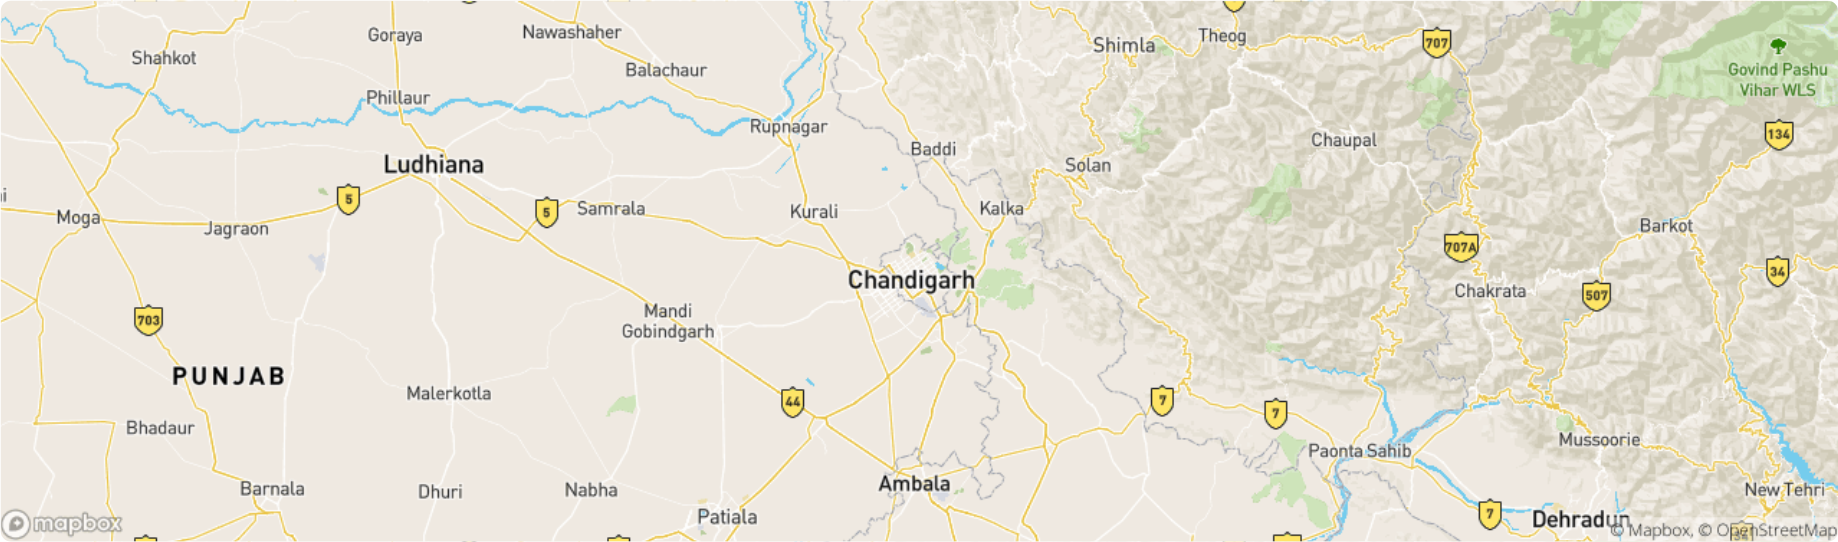 Goraya
Nawashaher
Shahkot
Balachaur
Shimla
Theog
707
Govind Pashu
Vihar WLS
Phillaur
Rupnagar
134
Chaupal
Baddi
Ludhiana
Solan
5
5
Samrala
Kurali
Kalka
Moga
Jagraon
Barkot
707A
34
Chandigarh
Chakrata
507
703
Mandi
Gobindgarh
PUNJAB
Malerkotla
44
7
7
Bhadaur
Mussoorie
Paonta Sahib
Barnala
Dhuri
Nabha
Ambala
New Tehri
Patiala
7
Dehradun
mapbox
© Mapbox, © OpenStreetMap